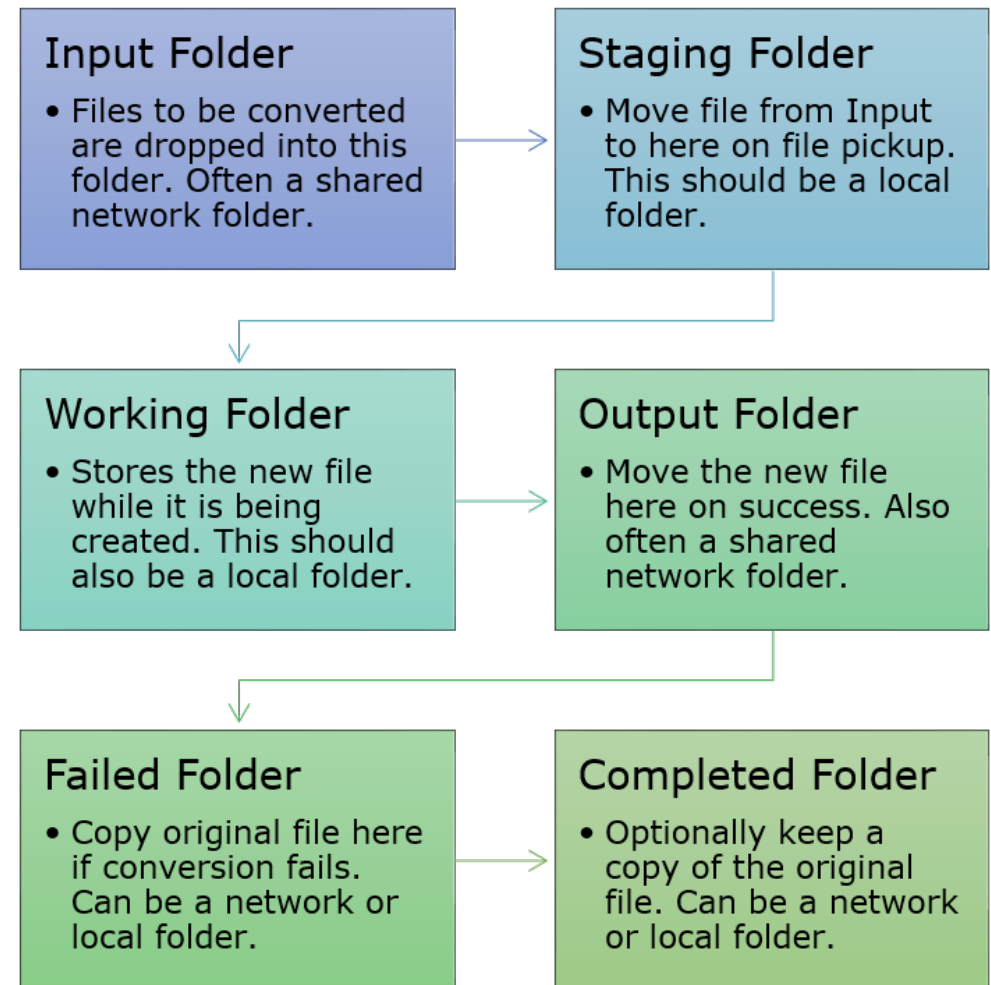 Input Folder
• Files to be converted
are dropped into this
folder. Often a shared
network folder.
Staging Folder
• Move file from Input
to here on file pickup.
This should be a local
folder.
Working Folder
• Stores the new file
while it is being
created. This should
also be a local folder.
Output Folder
• Move the new file
here on success. Also
often a shared
network folder.
Failed Folder
• Copy original file here
if conversion fails.
Can be a network or
local folder.
Completed Folder
• Optionally keep a
copy of the original
file. Can be a network
or local folder.